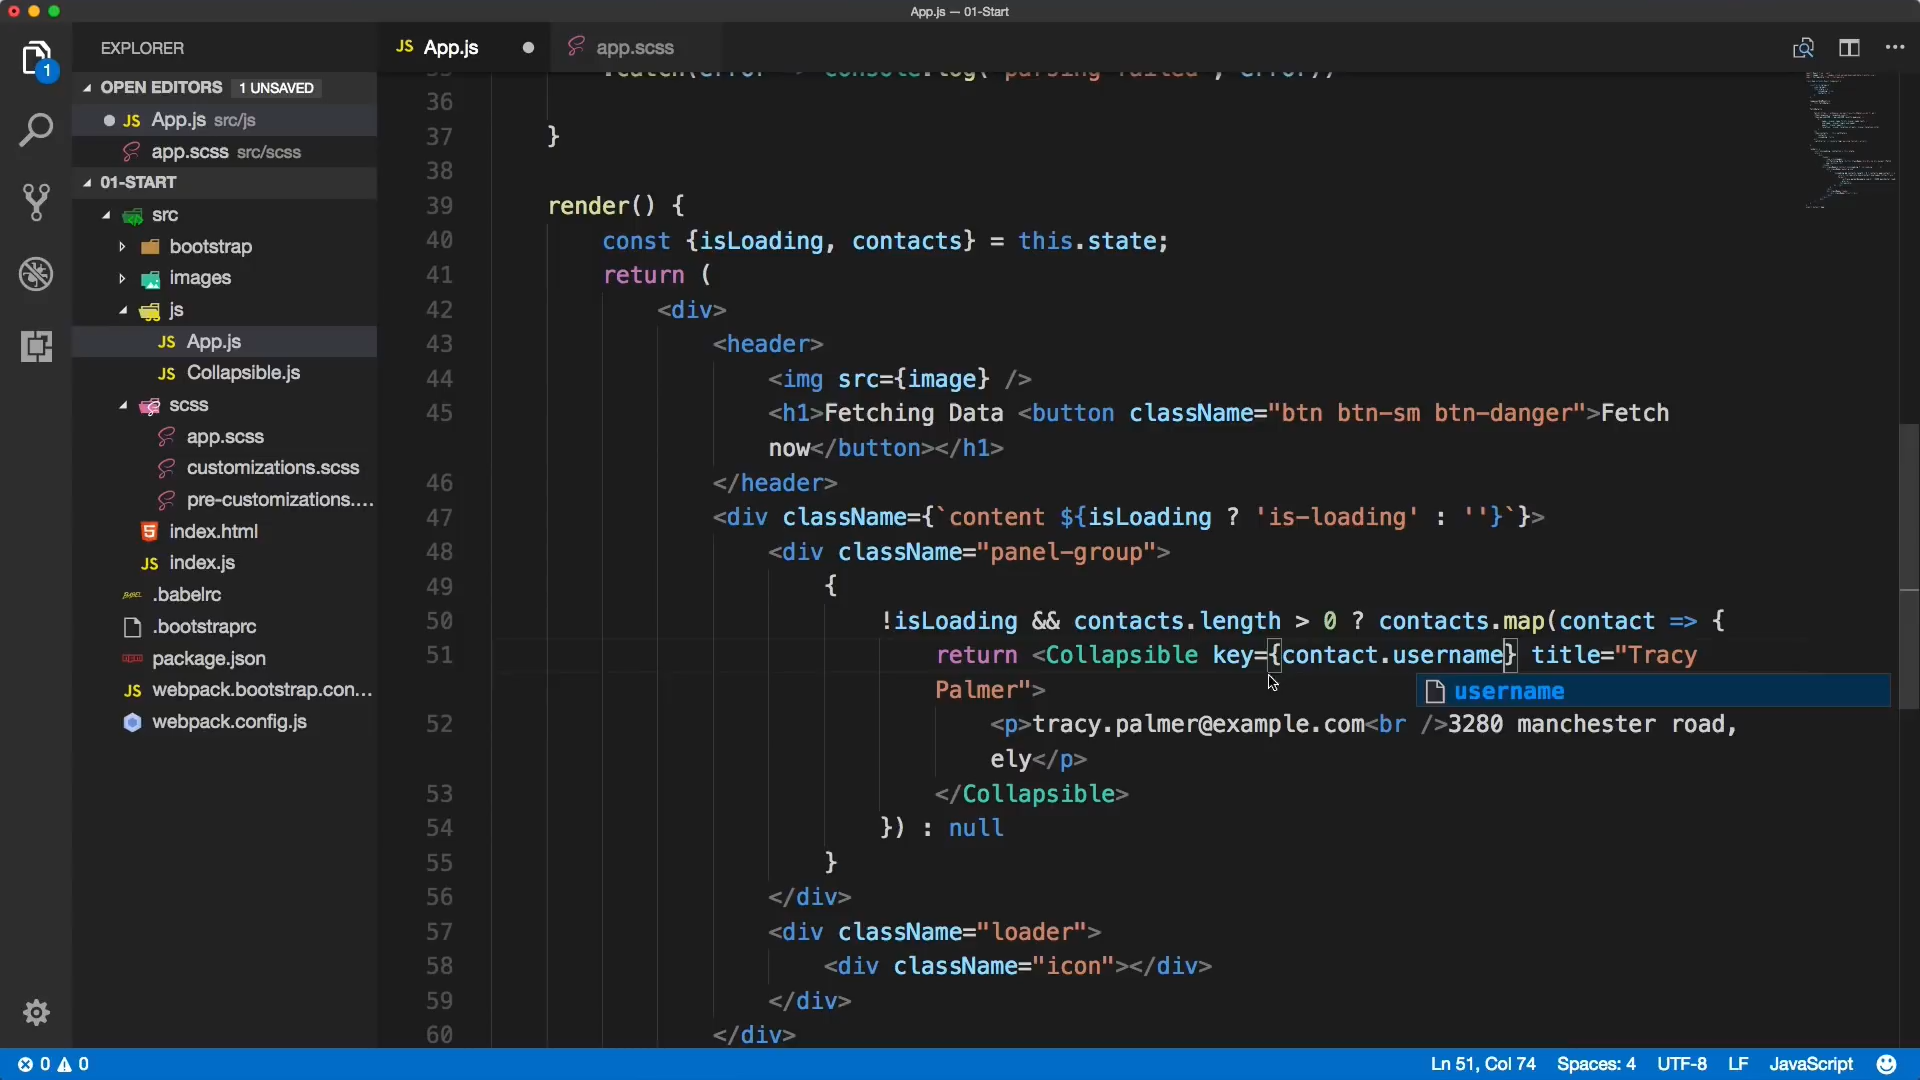 App.js — 01-Start
EXPLORER
OPEN EDITORS 1 UNSAVED
JS App.js src/js
app.scss src/scss
01-START
src
bootstrap
images
js
JS App.js
JS Collapsible.js
scss
app.scss
customizations.scss
pre-customizations....
index.html
JS index.js
.babelrc
.bootstraprc
package.json
JS webpack.bootstrap.con...
webpack.config.js
1
JS App.js
app.scss
36
37 }
38
39 render() {
40 const {isLoading, contacts} = this.state;
41 return (
42 <div>
43 <header>
44 <img src={image} />
45 <h1>Fetching Data <button className="btn btn-sm btn-danger">Fetch
now</button></h1>
46 </header>
47 <div className={`content ${isLoading ? 'is-loading' : ''}`}>
48 <div className="panel-group">
49 {
50 !isLoading && contacts.length > 0 ? contacts.map(contact => {
51 return <Collapsible key={contact.username} title="Tracy
Palmer">
username
52 <p>tracy.palmer@example.com<br />3280 manchester road,
ely</p>
53 </Collapsible>
54 }) : null
55 }
56 </div>
57 <div className="loader">
58 <div className="icon"></div>
59 </div>
60 </div>
0 0
Ln 51, Col 74 Spaces: 4 UTF-8 LF JavaScript